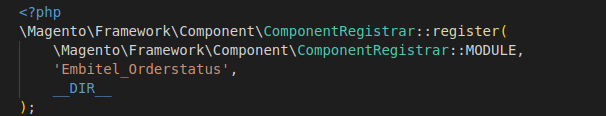 <?php
\Magento\Framework\Component\ComponentRegistrar::register(
    \Magento\Framework\Component\ComponentRegistrar::MODULE,
    'Embitel_Orderstatus',
    __DIR__
);